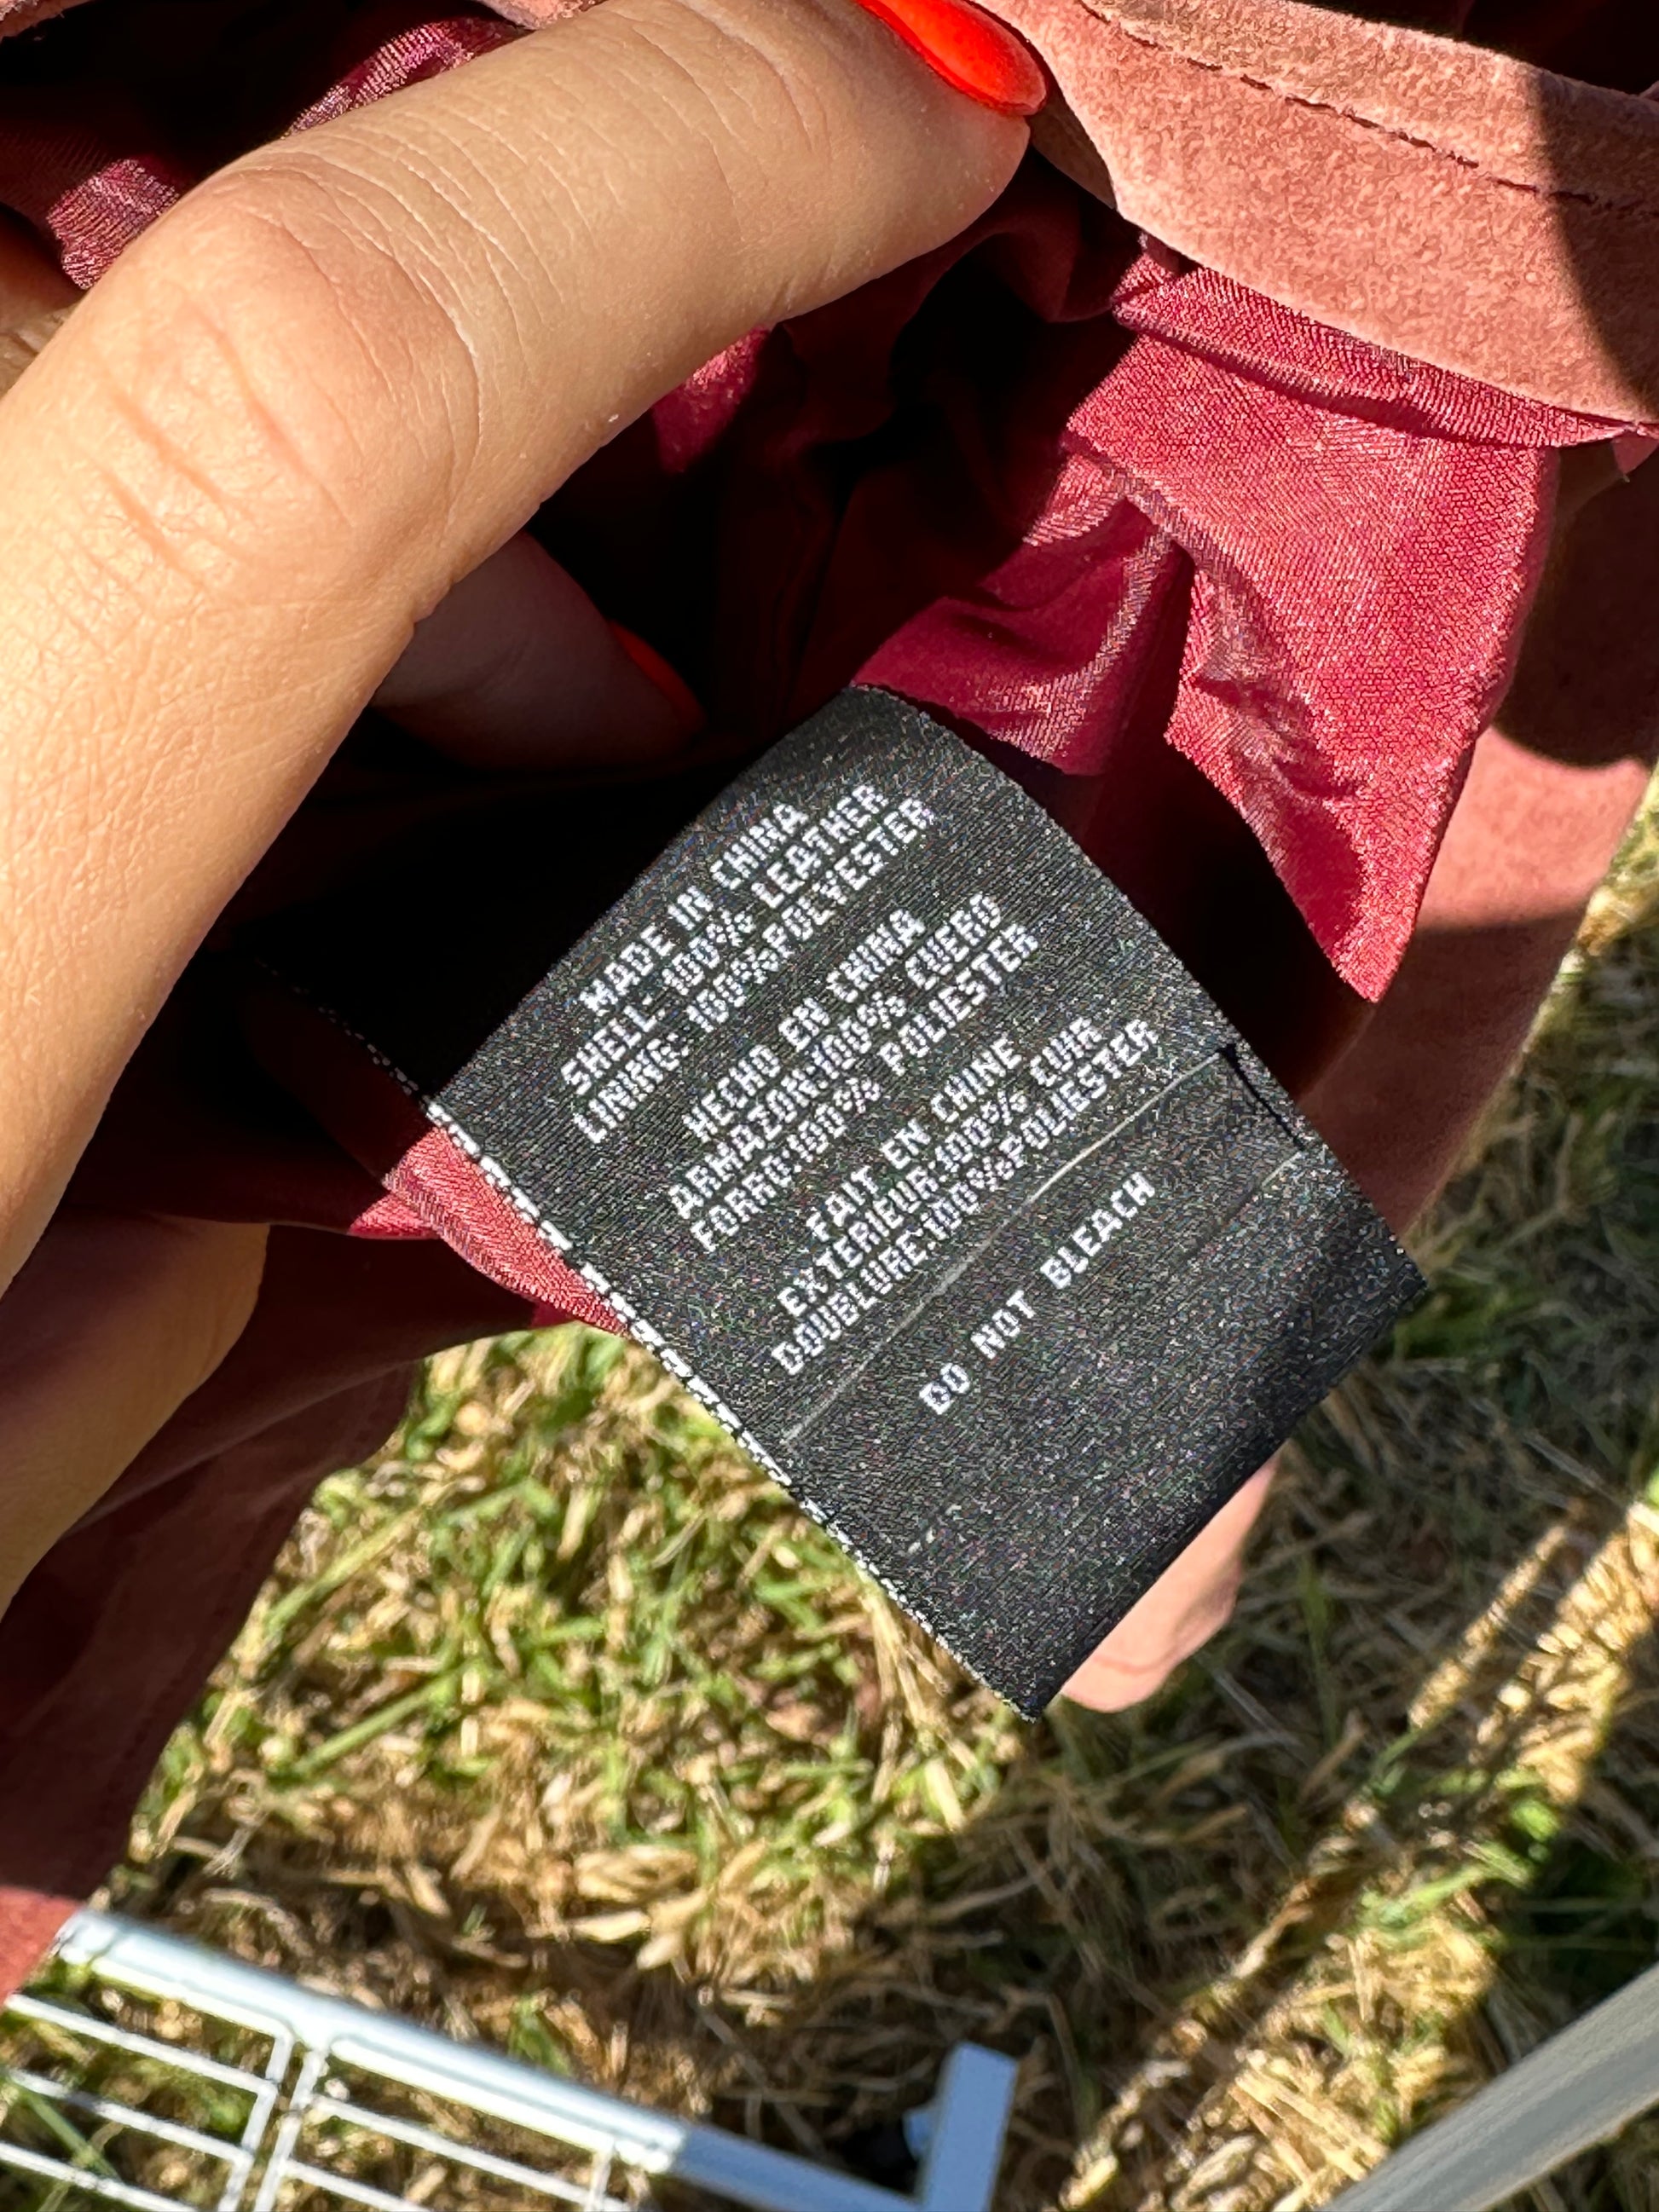 MADE IN CHINA
SHELL: 100% LEATHER
LINING: 100%POLYESTER
HECHO EN CHINA
ARMAZON:100% CUERO
FORRO:100% POLIESTER
FAIT EN CHINE
EXTERIEUR:100% CUIR
DOUBLURE:100%POLIESTER
DO NOT BLEACH